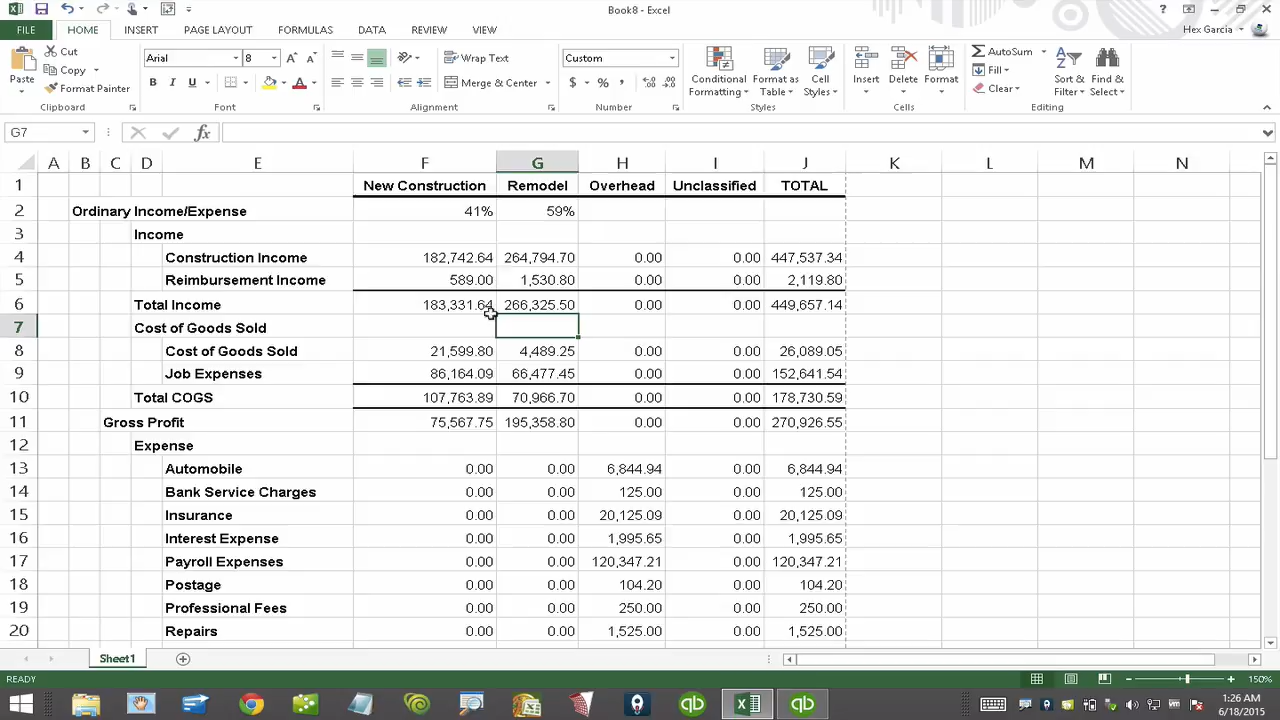 Book8 - Excel
FILE HOME INSERT PAGE LAYOUT FORMULAS DATA REVIEW VIEW Hex Garcia
Paste Cut Copy Format Painter Clipboard
Arial 8 B I U Font
Wrap Text Merge & Center Alignment
Custom $ % , Number
Conditional Formatting Format as Table Cell Styles Styles
Insert Delete Format Cells
AutoSum Fill Clear Sort & Filter Find & Select Editing
G7 fx
A B C D E F G H I J K L M N
1 New Construction Remodel Overhead Unclassified TOTAL
2 Ordinary Income/Expense 41% 59%
3 Income
4 Construction Income 182,742.64 264,794.70 0.00 0.00 447,537.34
5 Reimbursement Income 589.00 1,530.80 0.00 0.00 2,119.80
6 Total Income 183,331.64 266,325.50 0.00 0.00 449,657.14
7 Cost of Goods Sold
8 Cost of Goods Sold 21,599.80 4,489.25 0.00 0.00 26,089.05
9 Job Expenses 86,164.09 66,477.45 0.00 0.00 152,641.54
10 Total COGS 107,763.89 70,966.70 0.00 0.00 178,730.59
11 Gross Profit 75,567.75 195,358.80 0.00 0.00 270,926.55
12 Expense
13 Automobile 0.00 0.00 6,844.94 0.00 6,844.94
14 Bank Service Charges 0.00 0.00 125.00 0.00 125.00
15 Insurance 0.00 0.00 20,125.09 0.00 20,125.09
16 Interest Expense 0.00 0.00 1,995.65 0.00 1,995.65
17 Payroll Expenses 0.00 0.00 120,347.21 0.00 120,347.21
18 Postage 0.00 0.00 104.20 0.00 104.20
19 Professional Fees 0.00 0.00 250.00 0.00 250.00
20 Repairs 0.00 0.00 1,525.00 0.00 1,525.00
Sheet1
READY 150%
1:26 AM
6/18/2015